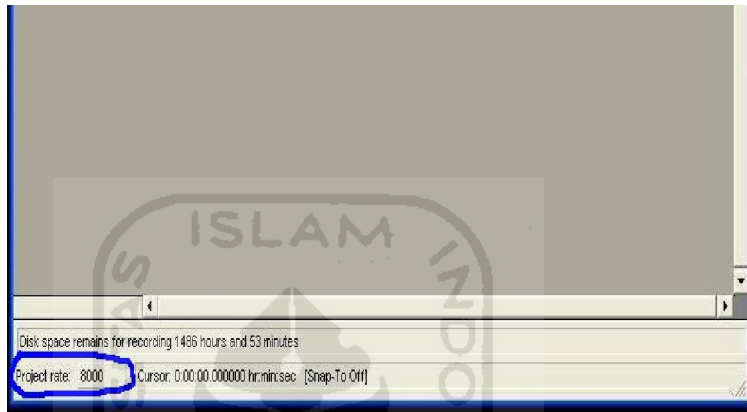 ISLAM
Disk space remains for recording 1486 hours and 53 minutes
Project rate: 8000 Cursor: 0:00:00.000000 hr:min:sec [Snap-To Off]